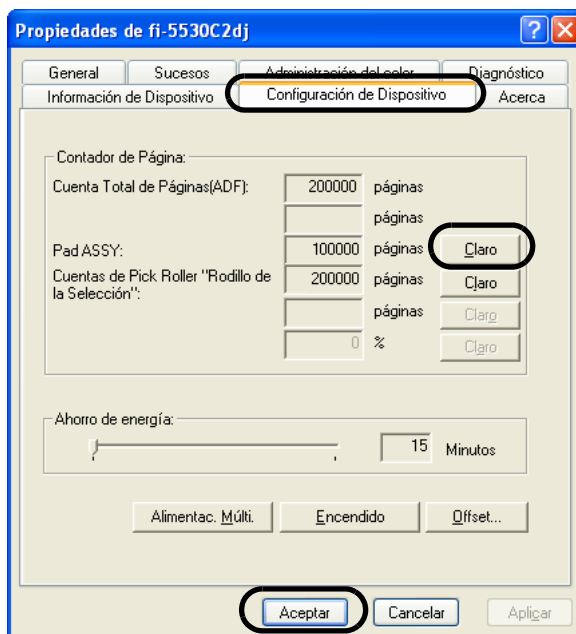 Propiedades de fi-5530C2dj
General Sucesos Administración del color Diagnóstico
Información de Dispositivo Configuración de Dispositivo Acerca
Contador de Página:
Cuenta Total de Páginas(ADF): 200000 páginas
páginas
Pad ASSY: 100000 páginas Claro
Cuentas de Pick Roller "Rodillo de 200000 páginas Claro
la Selección":
páginas Claro
0 % Claro
Ahorro de energía:
15 Minutos
Alimentac. Múlti. Encendido Offset...
Aceptar Cancelar Aplicar